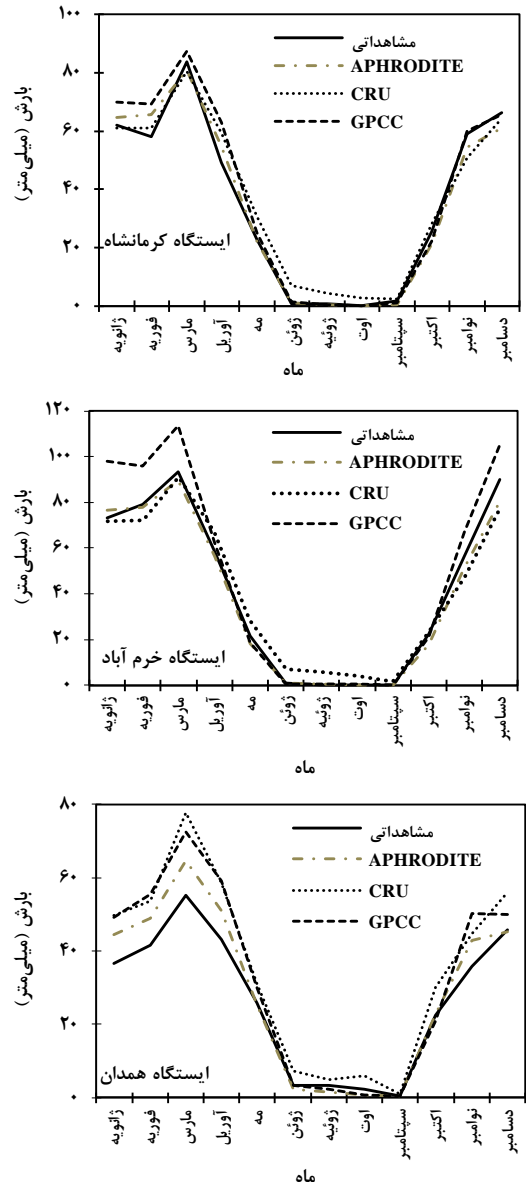 ۱۰۰
۸۰
۶۰
۴۰
۲۰
۰
بارش (میلی‌متر)
مشاهداتی
APHRODITE
CRU
GPCC
ایستگاه کرمانشاه
ژانویه
فوریه
مارس
آوریل
مه
ژوئن
ژوئیه
اوت
سپتامبر
اکتبر
نوامبر
دسامبر
ماه
۱۲۰
۱۰۰
۸۰
۶۰
۴۰
۲۰
۰
بارش (میلی‌متر)
مشاهداتی
APHRODITE
CRU
GPCC
ایستگاه خرم آباد
ژانویه
فوریه
مارس
آوریل
مه
ژوئن
ژوئیه
اوت
سپتامبر
اکتبر
نوامبر
دسامبر
ماه
۸۰
۶۰
۴۰
۲۰
۰
بارش (میلی‌متر)
مشاهداتی
APHRODITE
CRU
GPCC
ایستگاه همدان
ژانویه
فوریه
مارس
آوریل
مه
ژوئن
ژوئیه
اوت
سپتامبر
اکتبر
نوامبر
دسامبر
ماه